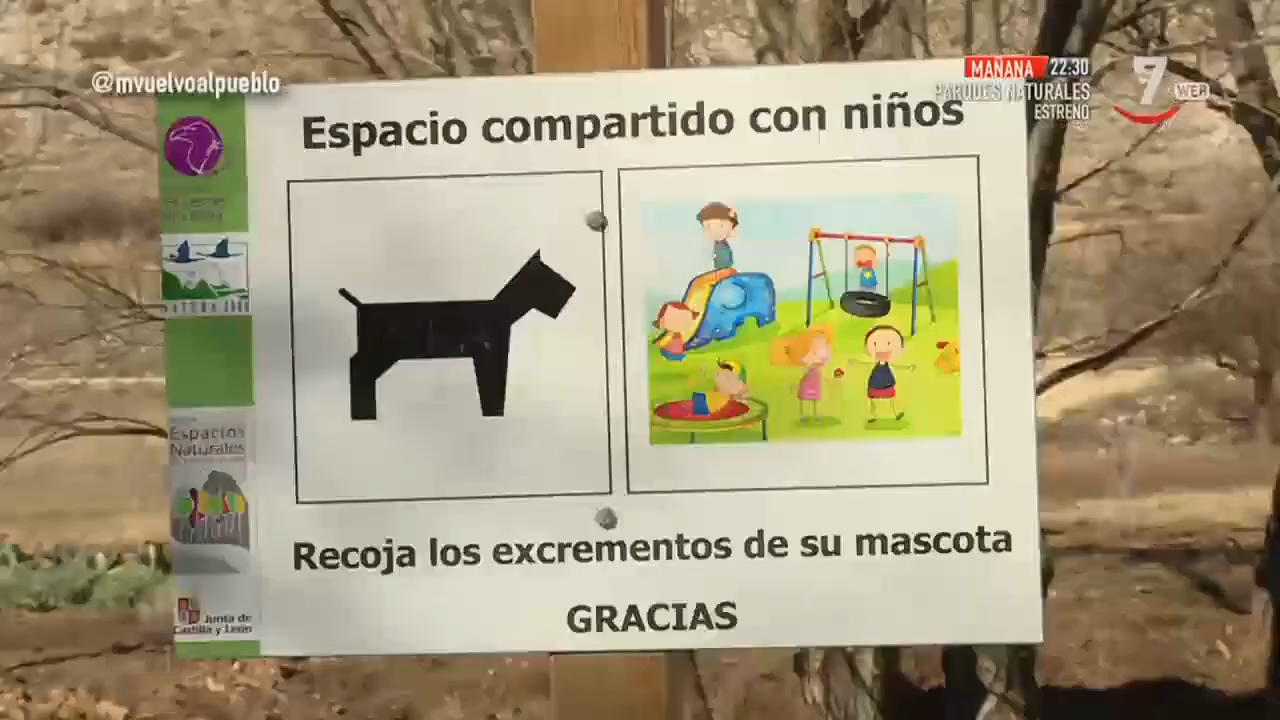 @mvuelvoalpueblo
MAÑANA 22:30
PARQUES NATURALES
ESTRENO
7
WEB
Espacio compartido con niños
Espacios
Naturales
Recoja los excrementos de su mascota
Junta de
Castilla y León
GRACIAS